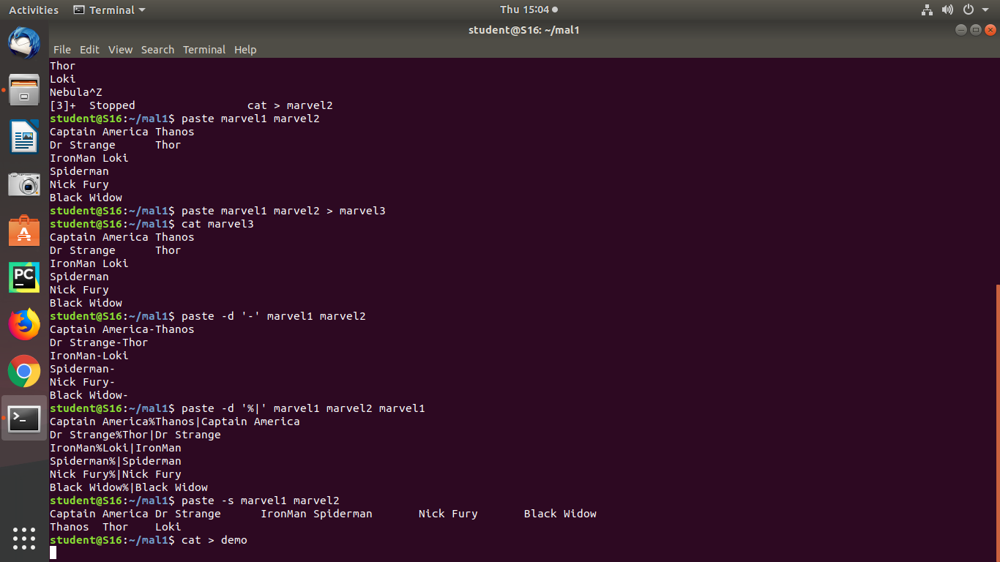 Activities Terminal Thu 15:04
student@S16: ~/mal1
File Edit View Search Terminal Help
Thor
Loki
Nebula^Z
[3]+  Stopped                 cat > marvel2
student@S16:~/mal1$ paste marvel1 marvel2
Captain America Thanos
Dr Strange      Thor
IronMan Loki
Spiderman
Nick Fury
Black Widow
student@S16:~/mal1$ paste marvel1 marvel2 > marvel3
student@S16:~/mal1$ cat marvel3
Captain America Thanos
Dr Strange      Thor
IronMan Loki
Spiderman
Nick Fury
Black Widow
student@S16:~/mal1$ paste -d '-' marvel1 marvel2
Captain America-Thanos
Dr Strange-Thor
IronMan-Loki
Spiderman-
Nick Fury-
Black Widow-
student@S16:~/mal1$ paste -d '%|' marvel1 marvel2 marvel1
Captain America%Thanos|Captain America
Dr Strange%Thor|Dr Strange
IronMan%Loki|IronMan
Spiderman%|Spiderman
Nick Fury%|Nick Fury
Black Widow%|Black Widow
student@S16:~/mal1$ paste -s marvel1 marvel2
Captain America Dr Strange      IronMan Spiderman       Nick Fury       Black Widow
Thanos  Thor    Loki
student@S16:~/mal1$ cat > demo
PC